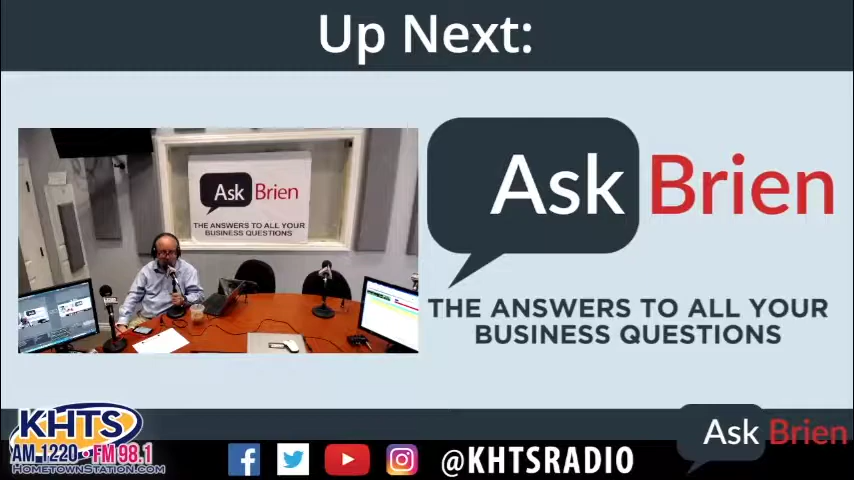 Up Next:
Ask Brien
THE ANSWERS TO ALL YOUR
BUSINESS QUESTIONS
Ask Brien
THE ANSWERS TO ALL YOUR
BUSINESS QUESTIONS
KHTS
AM 1220 • FM 98.1
HOMETOWNSTATION.COM
@KHTSRADIO
Ask Brien